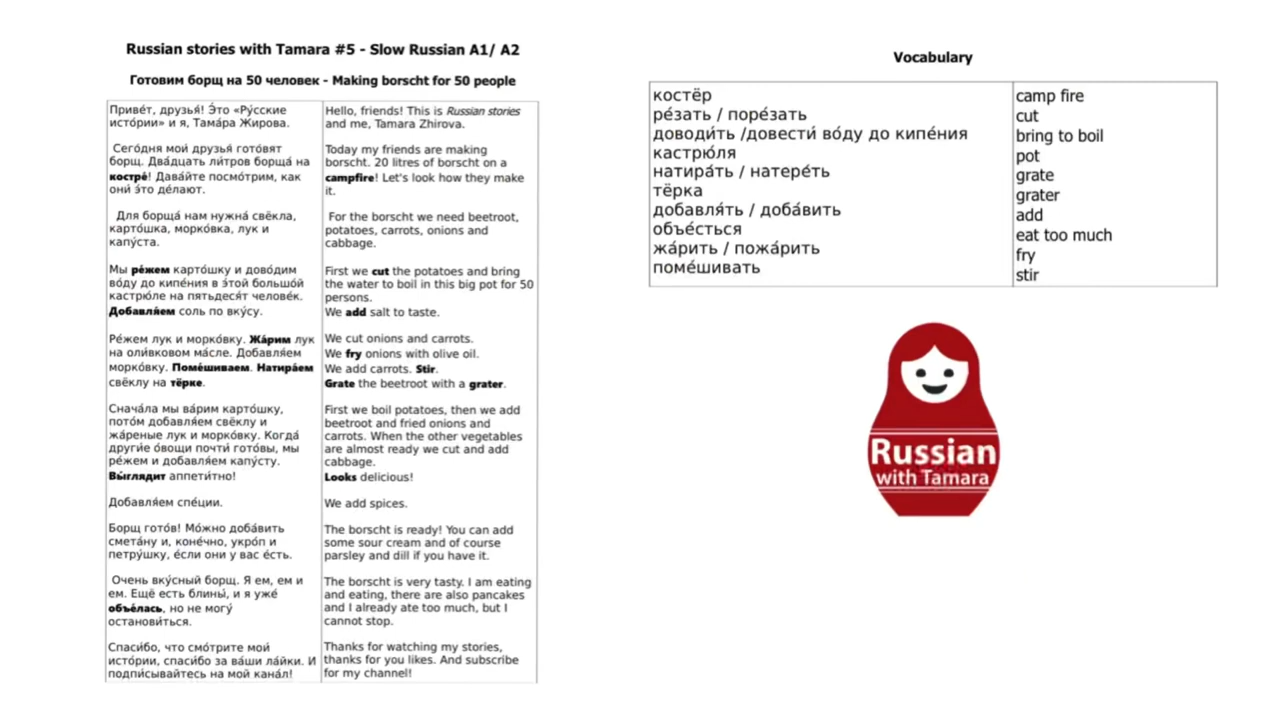 Russian stories with Tamara #5 - Slow Russian A1/ A2
Готовим борщ на 50 человек - Making borscht for 50 people
Приве́т, друзья́! Э́то «Ру́сские
исто́рии» и я, Тама́ра Жирова.
Сего́дня мои́ друзья́ гото́вят
борщ. Два́дцать ли́тров борща́ на
костре́! Дава́йте посмо́трим, как
они́ э́то де́лают.
Для борща́ нам нужна́ свёкла,
карто́шка, морко́вка, лук и
капу́ста.
Мы ре́жем карто́шку и дово́дим
во́ду до кипе́ния в э́той большо́й
кастрю́ле на пятьдеся́т челове́к.
Добавля́ем соль по вку́су.
Ре́жем лук и морко́вку. Жа́рим лук
на оли́вковом ма́сле. Добавля́ем
морко́вку. Поме́шиваем. Натира́ем
свёклу на тёрке.
Снача́ла мы ва́рим карто́шку,
пото́м добавля́ем свёклу и
жа́реные лук и морко́вку. Когда́
други́е о́вощи почти́ гото́вы, мы
ре́жем и добавля́ем капу́сту.
Вы́глядит аппети́тно!
Добавля́ем спе́ции.
Борщ гото́в! Мо́жно доба́вить
смета́ну и, коне́чно, укро́п и
петру́шку, е́сли они́ у вас е́сть.
Очень вку́сный борщ. Я ем, ем и
ем. Ещё есть блины́, и я уже́
объе́лась, но не могу́
останови́ться.
Спаси́бо, что смо́трите мои́
исто́рии, спаси́бо за ва́ши ла́йки. И
подпи́сывайтесь на мой кана́л!
Hello, friends! This is Russian stories
and me, Tamara Zhirova.
Today my friends are making
borscht. 20 litres of borscht on a
campfire! Let's look how they make
it.
For the borscht we need beetroot,
potatoes, carrots, onions and
cabbage.
First we cut the potatoes and bring
the water to boil in this big pot for 50
persons.
We add salt to taste.
We cut onions and carrots.
We fry onions with olive oil.
We add carrots. Stir.
Grate the beetroot with a grater.
First we boil potatoes, then we add
beetroot and fried onions and
carrots. When the other vegetables
are almost ready we cut and add
cabbage.
Looks delicious!
We add spices.
The borscht is ready! You can add
some sour cream and of course
parsley and dill if you have it.
The borscht is very tasty. I am eating
and eating, there are also pancakes
and I already ate too much, but I
cannot stop.
Thanks for watching my stories,
thanks for you likes. And subscribe
for my channel!
Vocabulary
костёр
ре́зать / поре́зать
доводи́ть /довести́ во́ду до кипе́ния
кастрю́ля
натира́ть / натере́ть
тёрка
добавля́ть / доба́вить
объе́сться
жа́рить / пожа́рить
поме́шивать
camp fire
cut
bring to boil
pot
grate
grater
add
eat too much
fry
stir
Russian
with Tamara